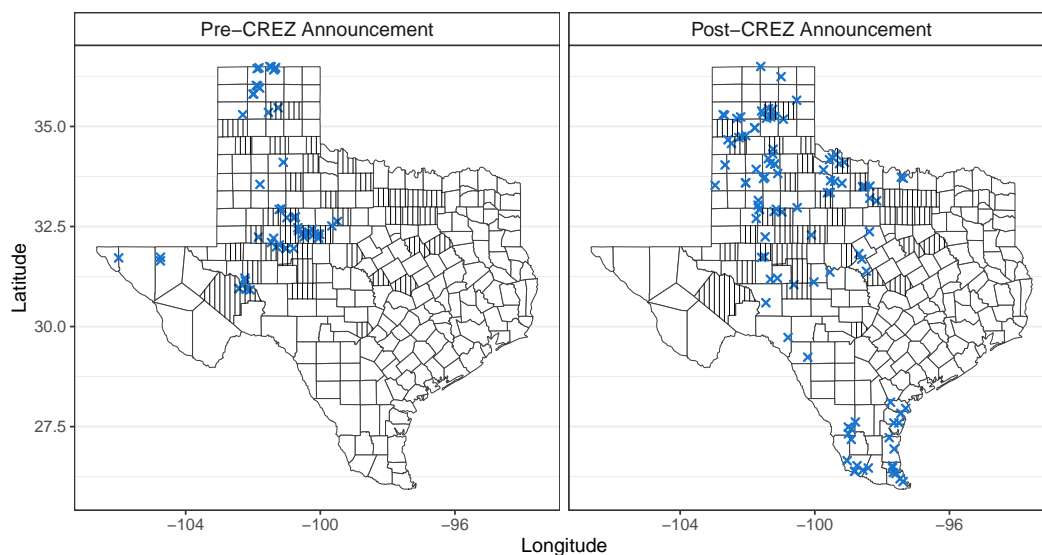 Pre−CREZ Announcement
Post−CREZ Announcement
35.0
32.5
30.0
27.5
Latitude
−104
−100
−96
−104
−100
−96
Longitude